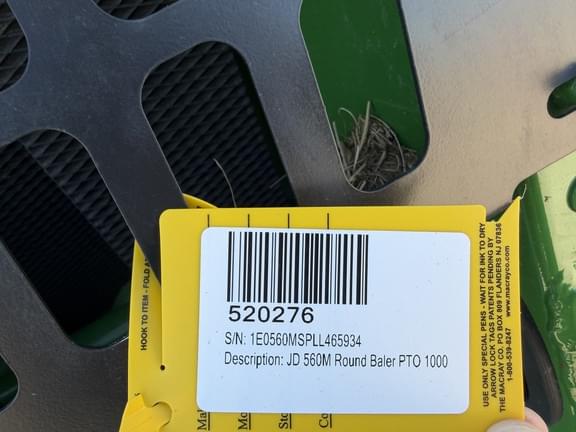 520276
S/N: 1E0560MSPLL465934
Description: JD 560M Round Baler PTO 1000
HOOK TO ITEM - FOLD
USE ONLY SPECIAL PENS - WAIT FOR INK TO DRY
ARROW LOCK TAGS PATENTS PENDING BY
THE MACRAY CO. PO BOX 809 FLANDERS NJ 07836
1-800-539-8247 www.macrayco.com